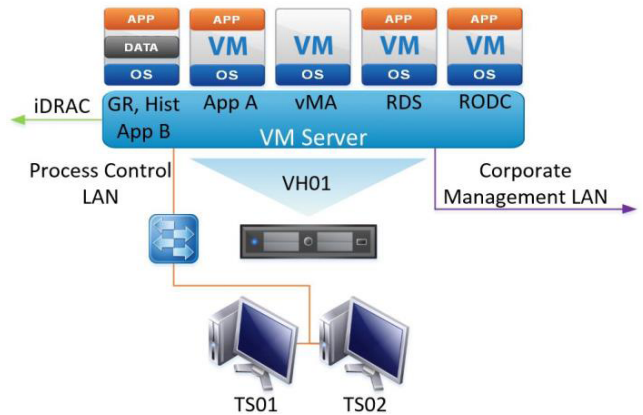 APP APP APP APP
DATA VM VM VM VM
OS OS OS OS OS
iDRAC
GR, Hist App A vMA RDS RODC
App B
VM Server
Process Control
LAN
VH01
Corporate
Management LAN
TS01 TS02